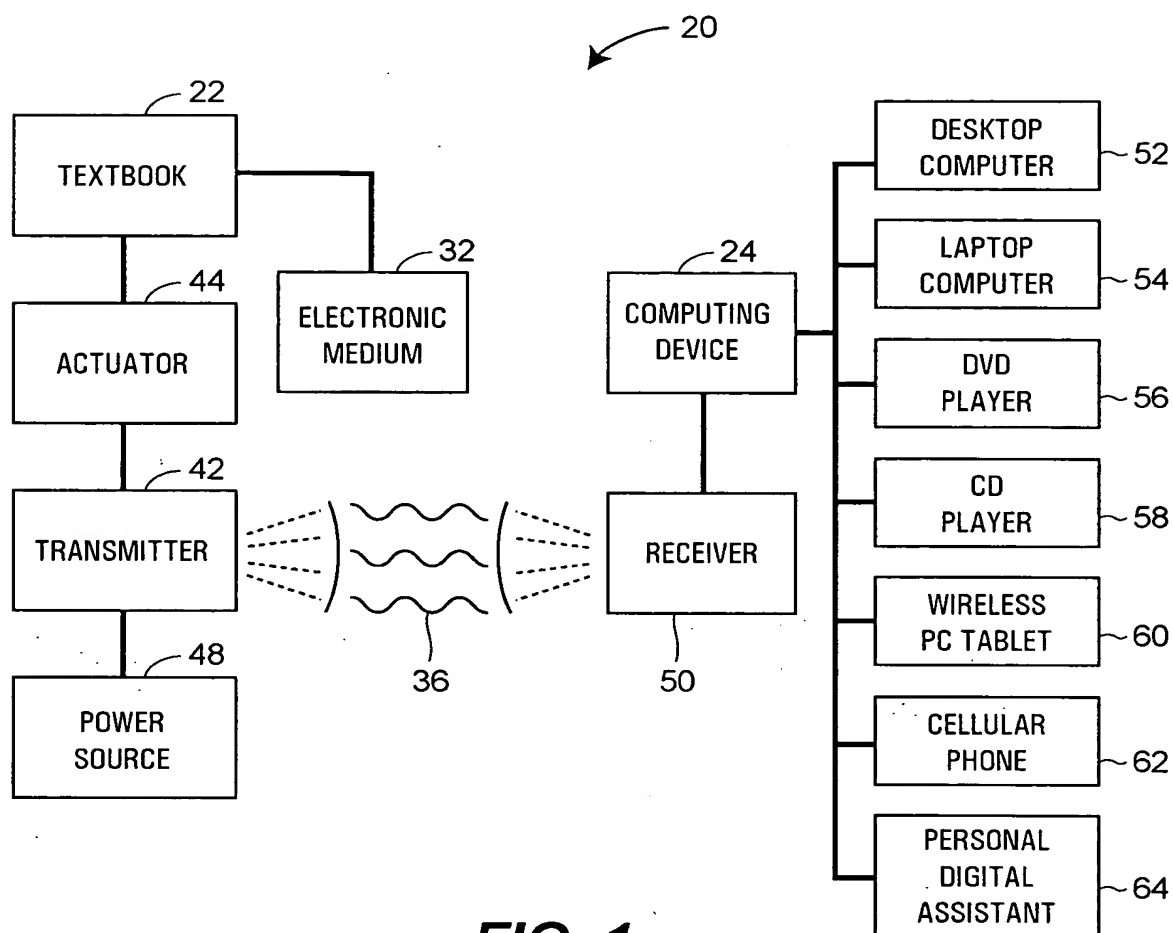 20
22
TEXTBOOK
44
ACTUATOR
42
TRANSMITTER
48
POWER
SOURCE
32
ELECTRONIC
MEDIUM
36
24
COMPUTING
DEVICE
RECEIVER
50
DESKTOP
COMPUTER
52
LAPTOP
COMPUTER
54
DVD
PLAYER
56
CD
PLAYER
58
WIRELESS
PC TABLET
60
CELLULAR
PHONE
62
PERSONAL
DIGITAL
ASSISTANT
64
FIG. 1